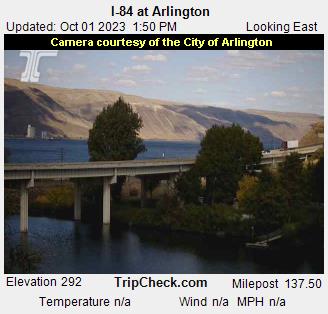 I-84 at Arlington
Updated: Oct 01 2023 1:50 PM Looking East
Camera courtesy of the City of Arlington
Elevation 292 TripCheck.com Milepost 137.50
Temperature n/a Wind n/a MPH n/a